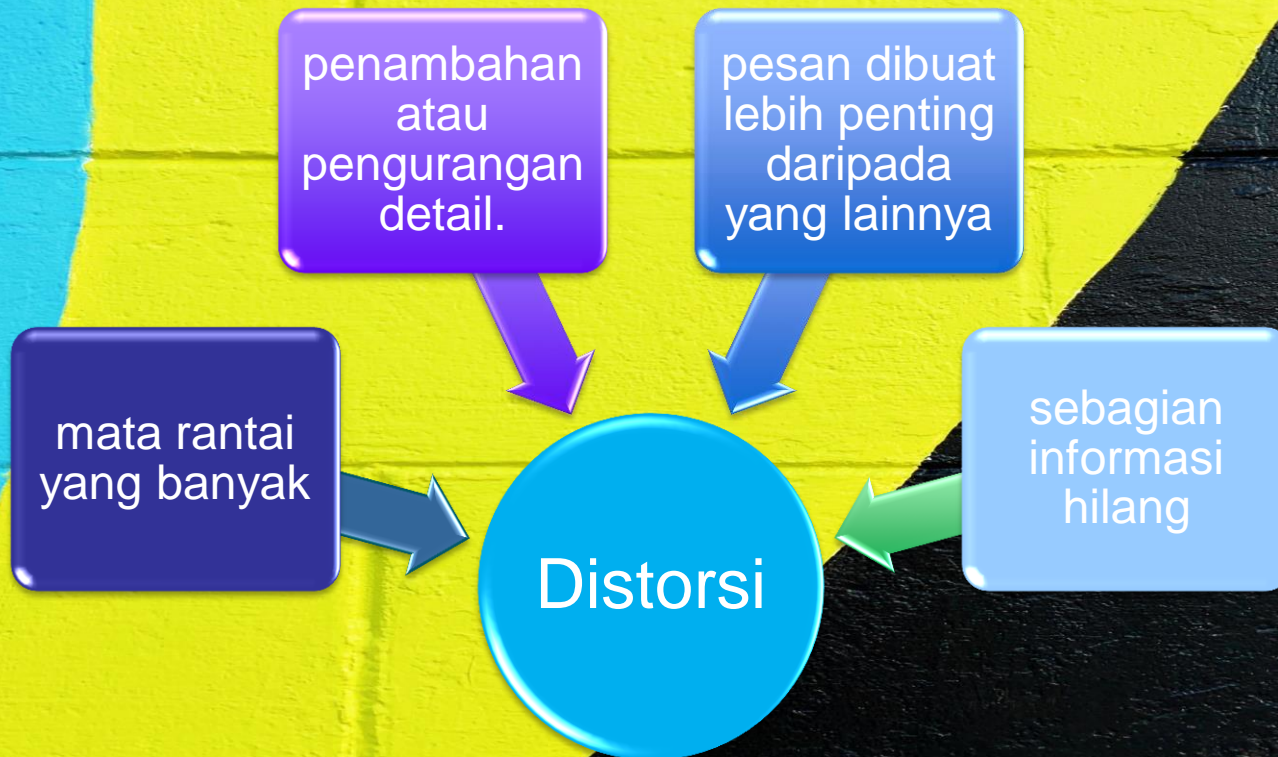 mata rantai
yang banyak
penambahan
atau
pengurangan
detail.
pesan dibuat
lebih penting
daripada
yang lainnya
sebagian
informasi
hilang
Distorsi